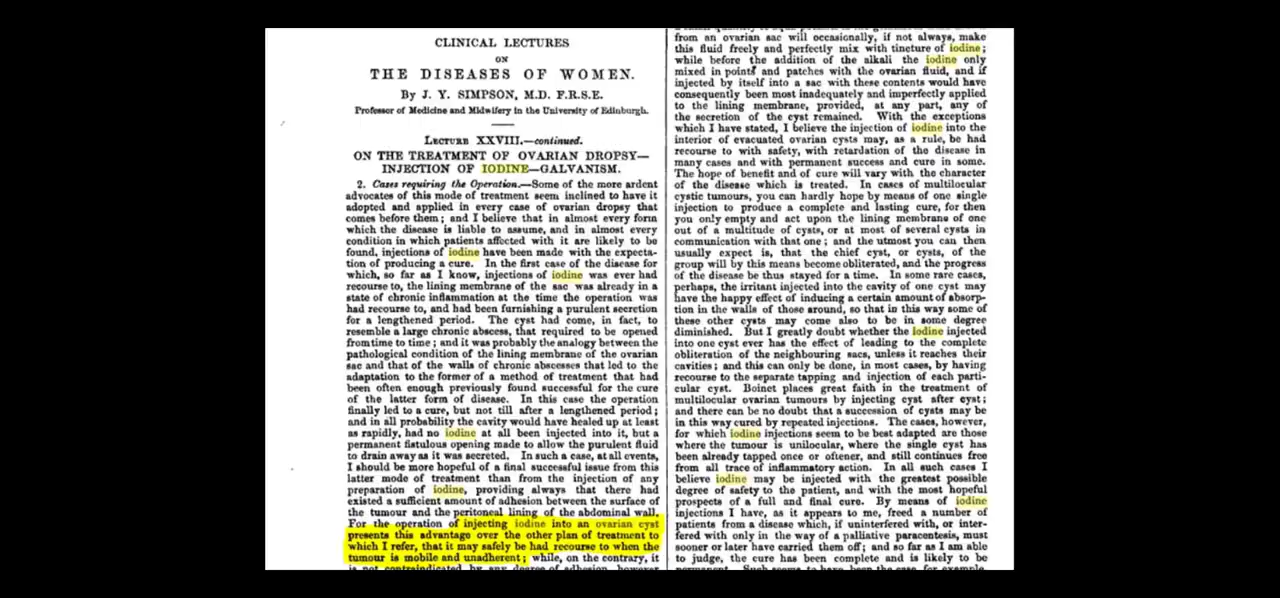 CLINICAL LECTURES
ON
THE DISEASES OF WOMEN.
By J. Y. SIMPSON, M.D. F.R.S.E.
Professor of Medicine and Midwifery in the University of Edinburgh.
LECTURE XXVIII.—continued.
ON THE TREATMENT OF OVARIAN DROPSY—
INJECTION OF IODINE—GALVANISM.
2. Cases requiring the Operation.—Some of the more ardent
advocates of this mode of treatment seem inclined to have it
adopted and applied in every case of ovarian dropsy that
comes before them; and I believe that in almost every form
which the disease is liable to assume, and in almost every
condition in which patients affected with it are likely to be
found, injections of iodine have been made with the expecta-
tion of producing a cure. In the first case of the disease for
which, so far as I know, injections of iodine was ever had
recourse to, the lining membrane of the sac was already in a
state of chronic inflammation at the time the operation was
had recourse to, and had been furnishing a purulent secretion
for a lengthened period. The cyst had come, in fact, to
resemble a large chronic abscess, that required to be opened
from time to time; and it was probably the analogy between the
pathological condition of the lining membrane of the ovarian
sac and that of the walls of chronic abscesses that led to the
adaptation to the former of a method of treatment that had
been often enough previously found successful for the cure
of the latter form of disease. In this case the operation
finally led to a cure, but not till after a lengthened period;
and in all probability the cavity would have healed up at least
as rapidly, had no iodine at all been injected into it, but a
permanent fistulous opening made to allow the purulent fluid
to drain away as it was secreted. In such a case, at all events,
I should be more hopeful of a final successful issue from this
latter mode of treatment than from the injection of any
preparation of iodine, providing always that there had
existed a sufficient amount of adhesion between the surface of
the tumour and the peritoneal lining of the abdominal wall.
For the operation of injecting iodine into an ovarian cyst
presents this advantage over the other plan of treatment to
which I refer, that it may safely be had recourse to when the
tumour is mobile and unadherent; while, on the contrary, it
is not contraindicated by any degree of adhesion, however
from an ovarian sac will occasionally, if not always, make
this fluid freely and perfectly mix with tincture of iodine;
while before the addition of the alkali the iodine only
mixed in points and patches with the ovarian fluid, and if
injected by itself into a sac with these contents would have
consequently been most inadequately and imperfectly applied
to the lining membrane, provided, at any part, any of
the secretion of the cyst remained. With the exceptions
which I have stated, I believe the injection of iodine into the
interior of evacuated ovarian cysts may, as a rule, be had
recourse to with safety, with retardation of the disease in
many cases and with permanent success and cure in some.
The hope of benefit and of cure will vary with the character
of the disease which is treated. In cases of multilocular
cystic tumours, you can hardly hope by means of one single
injection to produce a complete and lasting cure, for then
you only empty and act upon the lining membrane of one
out of a multitude of cysts, or at most of several cysts in
communication with that one; and the utmost you can then
usually expect is, that the chief cyst, or cysts, of the
group will by this means become obliterated, and the progress
of the disease be thus stayed for a time. In some rare cases,
perhaps, the irritant injected into the cavity of one cyst may
have the happy effect of inducing a certain amount of absorp-
tion in the walls of those around, so that in this way some of
these other cysts may come also to be in some degree
diminished. But I greatly doubt whether the iodine injected
into one cyst ever has the effect of leading to the complete
obliteration of the neighbouring sacs, unless it reaches their
cavities; and this can only be done, in most cases, by having
recourse to the separate tapping and injection of each parti-
cular cyst. Boinet places great faith in the treatment of
multilocular ovarian tumours by injecting cyst after cyst;
and there can be no doubt that a succession of cysts may be
in this way cured by repeated injections. The cases, however,
for which iodine injections seem to be best adapted are those
where the tumour is unilocular, where the single cyst has
been already tapped once or oftener, and still continues free
from all trace of inflammatory action. In all such cases I
believe iodine may be injected with the greatest possible
degree of safety to the patient, and with the most hopeful
prospects of a full and final cure. By means of iodine
injections I have, as it appears to me, freed a number of
patients from a disease which, if uninterfered with, or inter-
fered with only in the way of a palliative paracentesis, must
sooner or later have carried them off; and so far as I am able
to judge, the cure has been complete and is likely to be